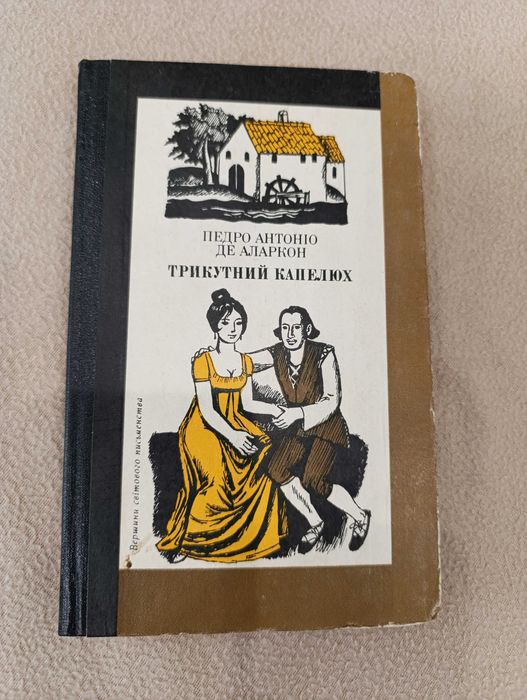 ПЕДРО АНТОНІО
ДЕ АЛАРКОН
ТРИКУТНИЙ КАПЕЛЮХ
Вершини світового письменства